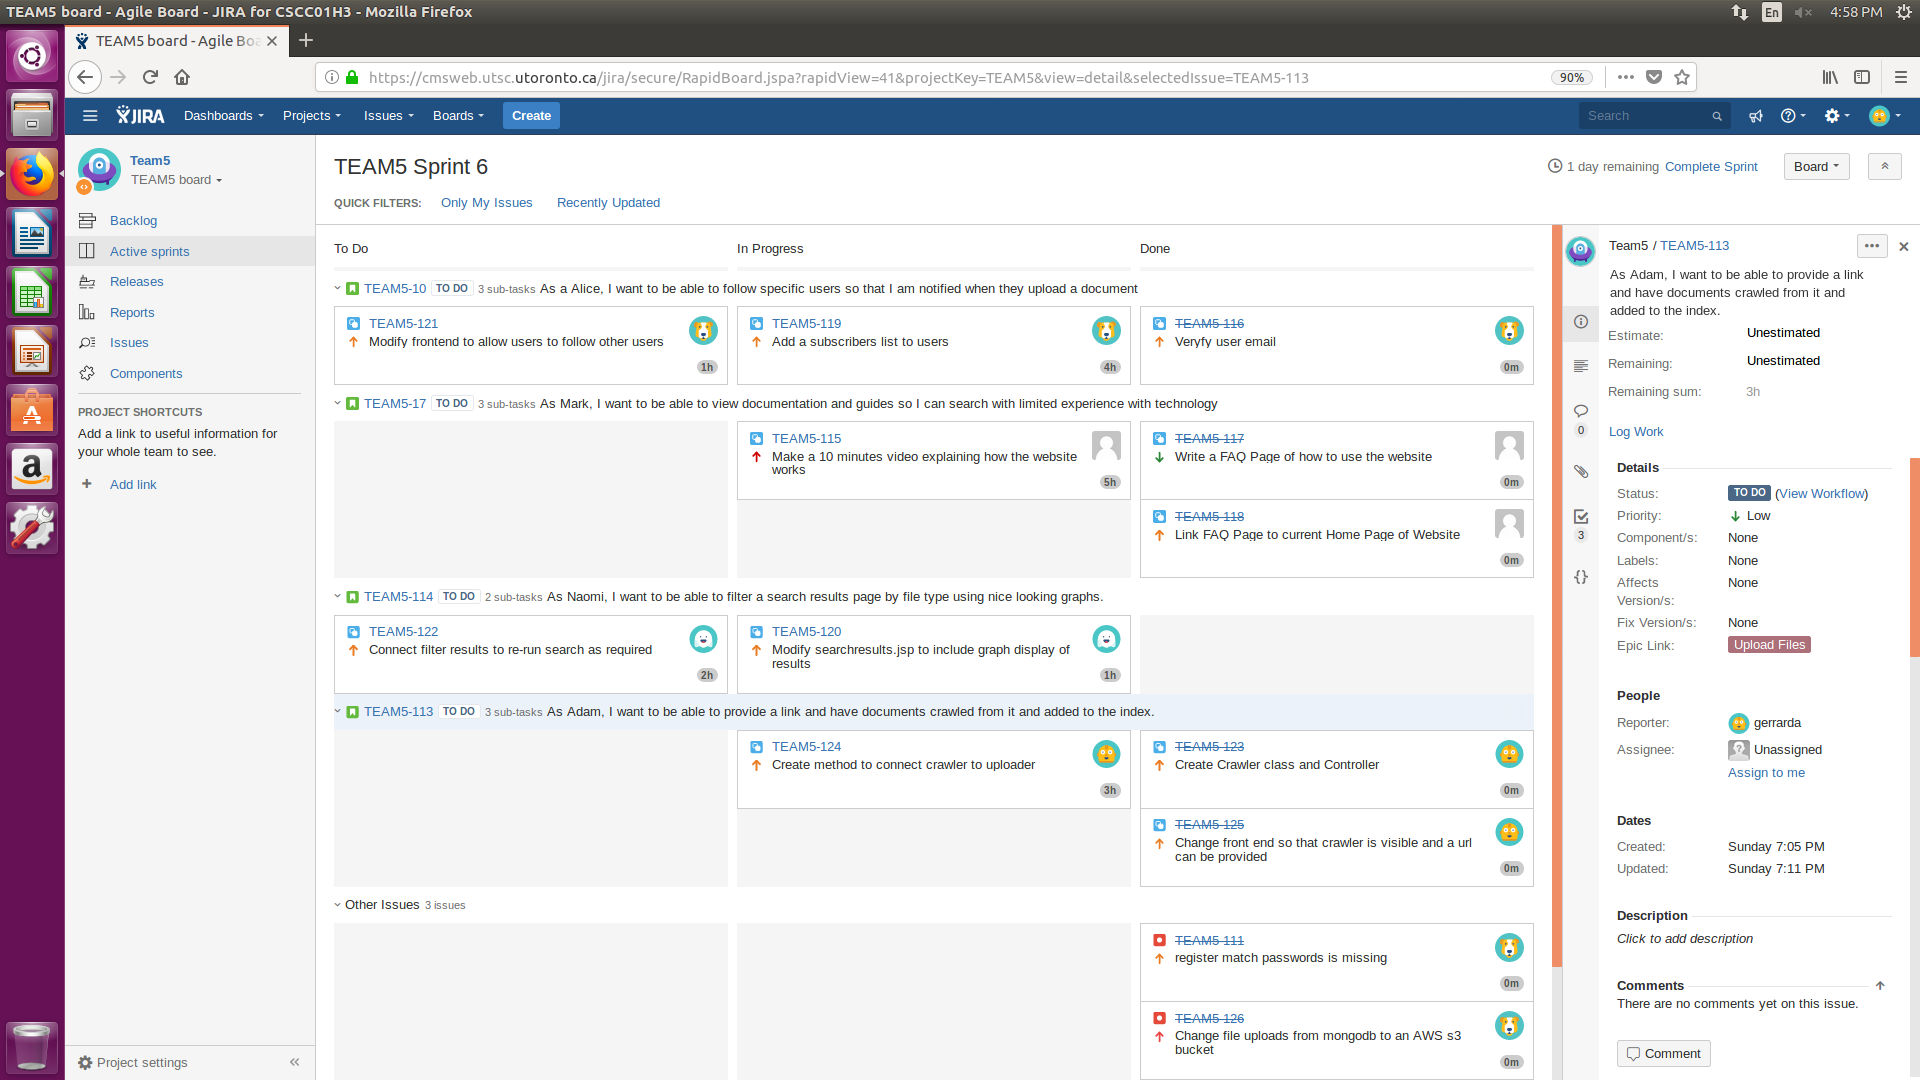 TEAM5 board - Agile Board - JIRA for CSCC01H3 - Mozilla Firefox
En
4:58 PM
TEAM5 board - Agile Boa
https://cmsweb.utsc.utoronto.ca/jira/secure/RapidBoard.jspa?rapidView=41&projectKey=TEAM5&view=detail&selectedIssue=TEAM5-113
90%
JIRA Dashboards Projects Issues Boards Create Search
Team5
TEAM5 board
Backlog
Active sprints
Releases
Reports
Issues
Components
PROJECT SHORTCUTS
Add a link to useful information for
your whole team to see.
Add link
Project settings
TEAM5 Sprint 6
1 day remaining Complete Sprint Board
QUICK FILTERS: Only My Issues Recently Updated
To Do In Progress Done
TEAM5-10 TO DO 3 sub-tasks As a Alice, I want to be able to follow specific users so that I am notified when they upload a document
TEAM5-121
Modify frontend to allow users to follow other users
1h
TEAM5-119
Add a subscribers list to users
4h
TEAM5-116
Veryfy user email
0m
TEAM5-17 TO DO 3 sub-tasks As Mark, I want to be able to view documentation and guides so I can search with limited experience with technology
TEAM5-115
Make a 10 minutes video explaining how the website
works
5h
TEAM5-117
Write a FAQ Page of how to use the website
0m
TEAM5-118
Link FAQ Page to current Home Page of Website
0m
TEAM5-114 TO DO 2 sub-tasks As Naomi, I want to be able to filter a search results page by file type using nice looking graphs.
TEAM5-122
Connect filter results to re-run search as required
2h
TEAM5-120
Modify searchresults.jsp to include graph display of
results
1h
TEAM5-113 TO DO 3 sub-tasks As Adam, I want to be able to provide a link and have documents crawled from it and added to the index.
TEAM5-124
Create method to connect crawler to uploader
3h
TEAM5-123
Create Crawler class and Controller
0m
TEAM5-125
Change front end so that crawler is visible and a url
can be provided
0m
Other Issues 3 issues
TEAM5-111
register match passwords is missing
0m
TEAM5-126
Change file uploads from mongodb to an AWS s3
bucket
0m
0
3
Team5 / TEAM5-113
As Adam, I want to be able to provide a link
and have documents crawled from it and
added to the index.
Estimate: Unestimated
Remaining: Unestimated
Remaining sum: 3h
Log Work
Details
Status: TO DO (View Workflow)
Priority: Low
Component/s: None
Labels: None
Affects None
Version/s:
Fix Version/s: None
Epic Link: Upload Files
People
Reporter: gerrarda
Assignee: Unassigned
Assign to me
Dates
Created: Sunday 7:05 PM
Updated: Sunday 7:11 PM
Description
Click to add description
Comments
There are no comments yet on this issue.
Comment